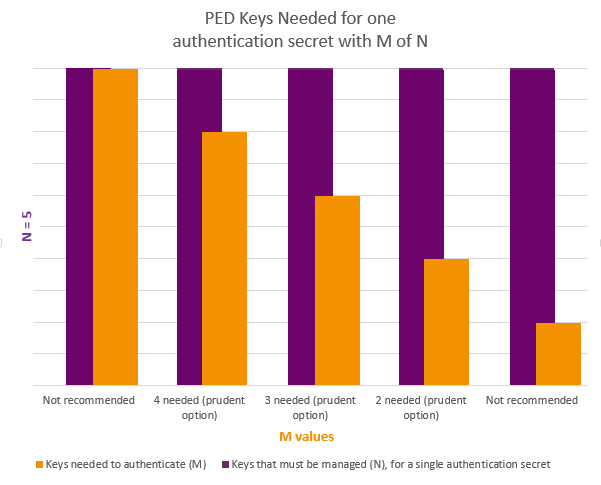 PED Keys Needed for one
authentication secret with M of N
N = 5
Not recommended
4 needed (prudent
option)
3 needed (prudent
option)
2 needed (prudent
option)
Not recommended
M values
Keys needed to authenticate (M)
Keys that must be managed (N), for a single authentication secret